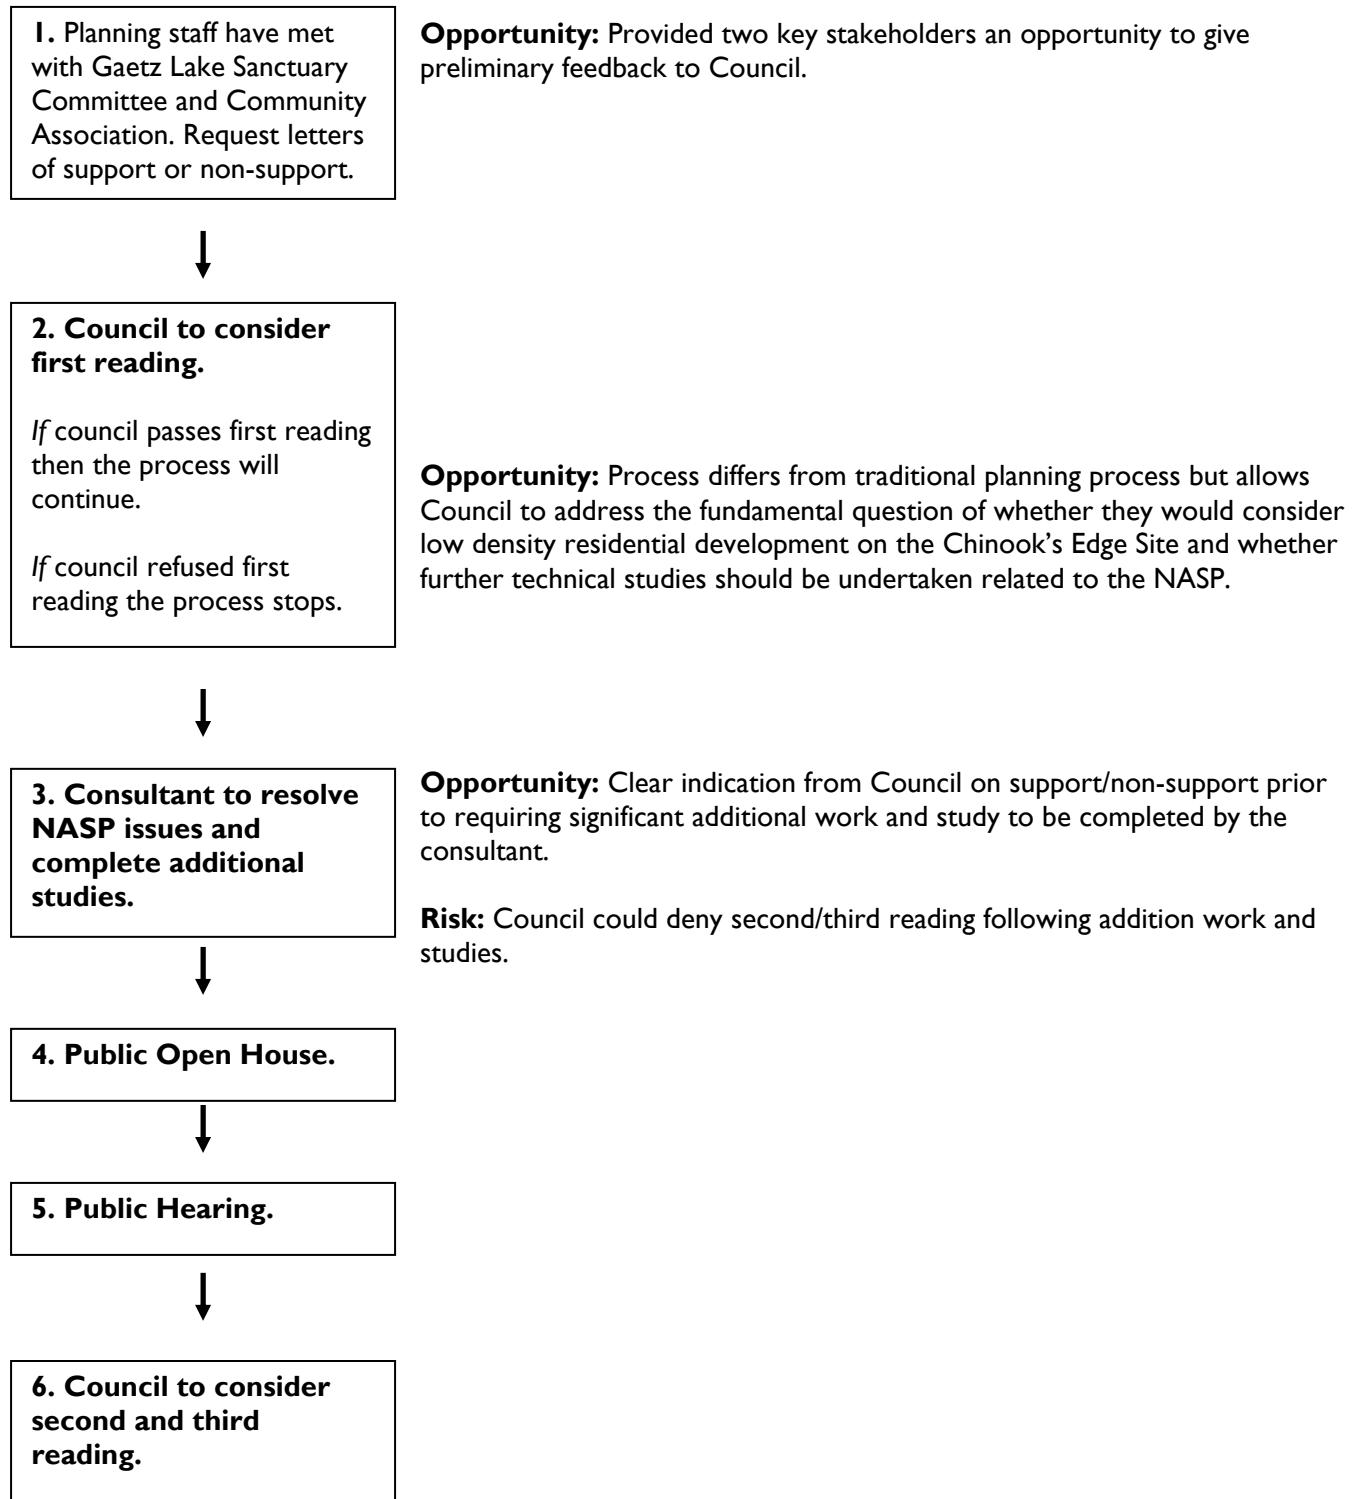 1. Planning staff have met
with Gaetz Lake Sanctuary
Committee and Community
Association. Request letters
of support or non-support.
Opportunity: Provided two key stakeholders an opportunity to give
preliminary feedback to Council.
2. Council to consider
first reading.
If council passes first reading
then the process will
continue.
If council refused first
reading the process stops.
Opportunity: Process differs from traditional planning process but allows
Council to address the fundamental question of whether they would consider
low density residential development on the Chinook’s Edge Site and whether
further technical studies should be undertaken related to the NASP.
3. Consultant to resolve
NASP issues and
complete additional
studies.
Opportunity: Clear indication from Council on support/non-support prior
to requiring significant additional work and study to be completed by the
consultant.
Risk: Council could deny second/third reading following addition work and
studies.
4. Public Open House.
5. Public Hearing.
6. Council to consider
second and third
reading.